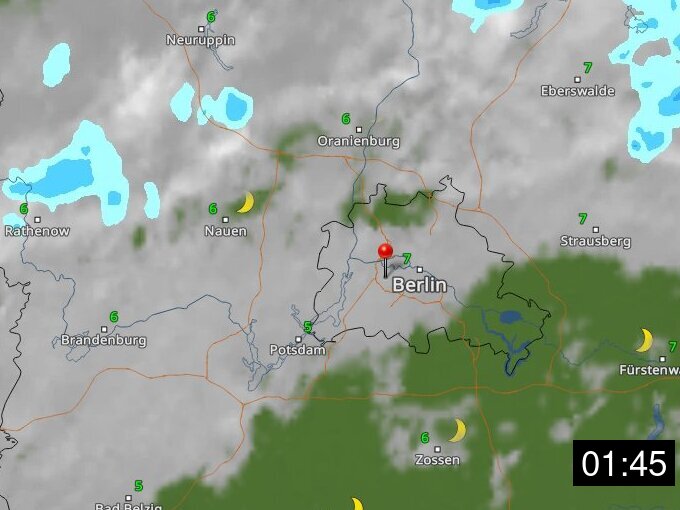 6
Neuruppin
7
Eberswalde
6
Oranienburg
6
Rathenow
6
Nauen
7
Strausberg
7
Berlin
6
Brandenburg
5
Potsdam
7
Fürstenwa
6
Zossen
01:45
5
Bad Belzig